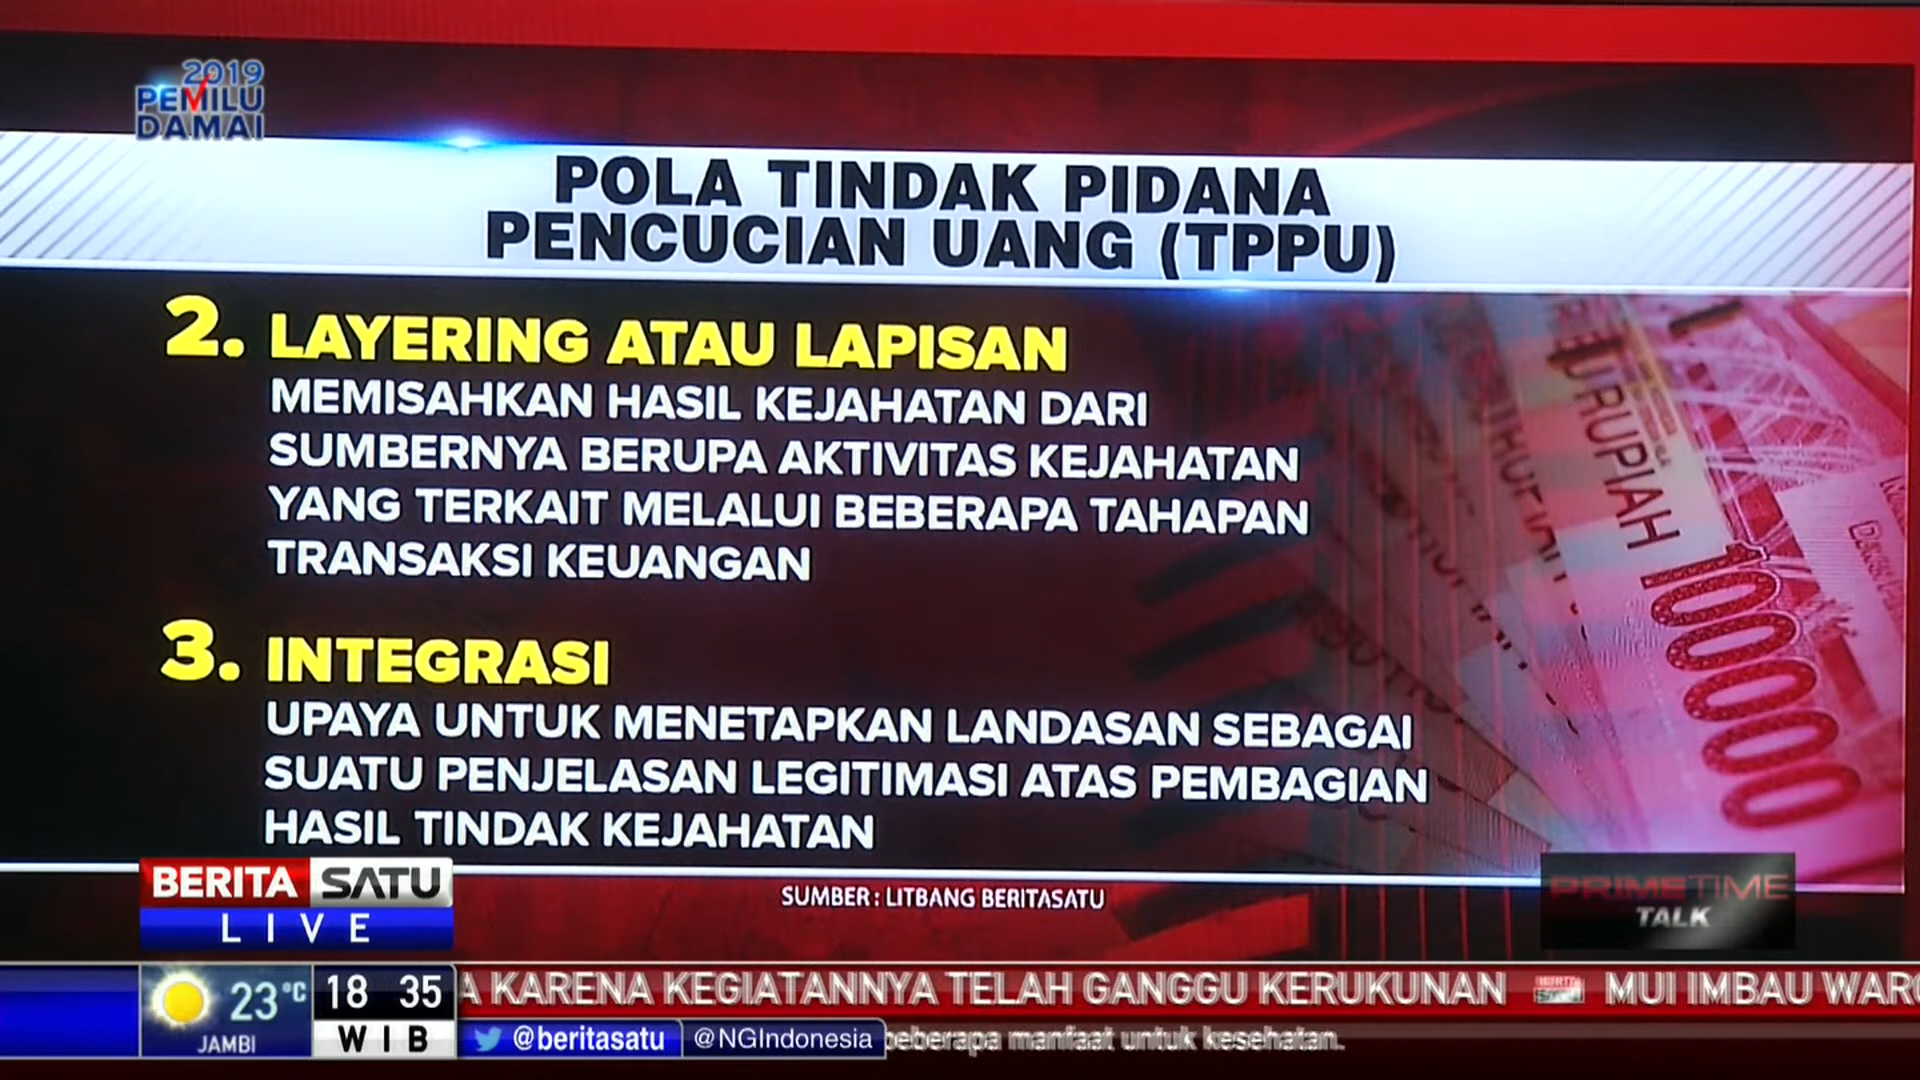 2019
PEMILU
DAMAI
POLA TINDAK PIDANA
PENCUCIAN UANG (TPPU)
2. LAYERING ATAU LAPISAN
MEMISAHKAN HASIL KEJAHATAN DARI
SUMBERNYA BERUPA AKTIVITAS KEJAHATAN
YANG TERKAIT MELALUI BEBERAPA TAHAPAN
TRANSAKSI KEUANGAN
3. INTEGRASI
UPAYA UNTUK MENETAPKAN LANDASAN SEBAGAI
SUATU PENJELASAN LEGITIMASI ATAS PEMBAGIAN
HASIL TINDAK KEJAHATAN
RUPIAH
100000
BERITA SATU
LIVE
SUMBER : LITBANG BERITASATU
PRIMETIME
TALK
23°C
JAMBI
18 35
WIB
A KARENA KEGIATANNYA TELAH GANGGU KERUKUNAN
MUI IMBAU
@beritasatu
@NGIndonesia
beberapa manfaat untuk kesehatan.